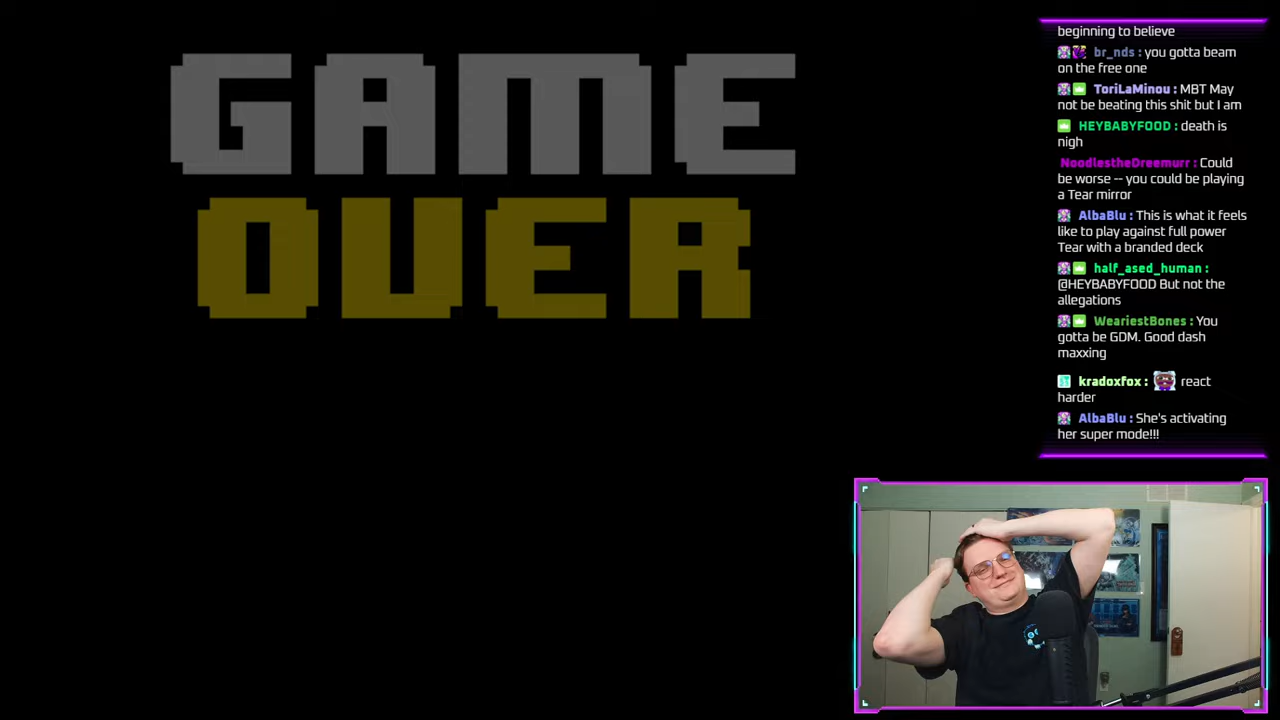 GAME
OVER
beginning to believe
br_nds : you gotta beam
on the free one
ToriLaMinou : MBT May
not be beating this shit but I am
HEYBABYFOOD : death is
nigh
NoodlestheDreemurr : Could
be worse -- you could be playing
a Tear mirror
AlbaBlu : This is what it feels
like to play against full power
Tear with a branded deck
half_ased_human :
@HEYBABYFOOD But not the
allegations
WeariestBones : You
gotta be GDM. Good dash
maxxing
kradoxfox : react
harder
AlbaBlu : She's activating
her super mode!!!